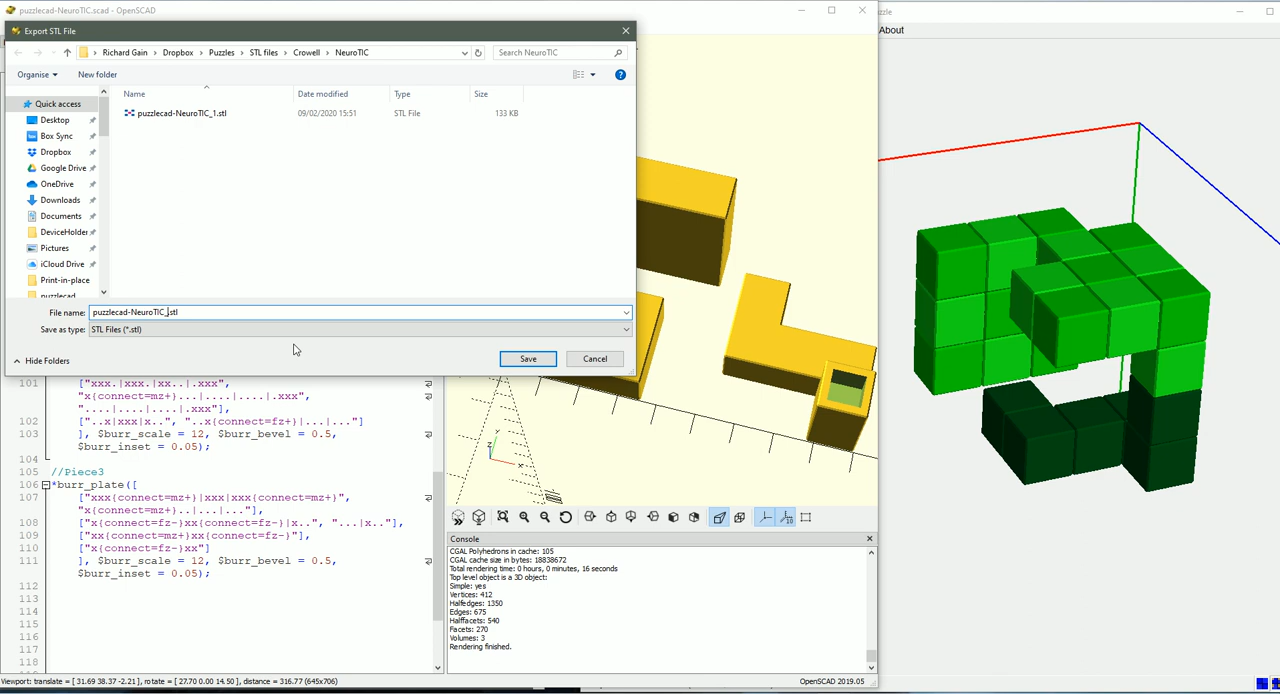 puzzlecad-NeuroTIC.scad - OpenSCAD
Export STL File
Richard Gain > Dropbox > Puzzles > STL files > Crowell > NeuroTIC
Search NeuroTIC
Organise
New folder
Name
Date modified
Type
Size
Quick access
puzzlecad-NeuroTIC_1.stl
09/02/2020 15:51
STL File
133 KB
Desktop
Box Sync
Dropbox
Google Drive
OneDrive
Downloads
Documents
DeviceHolder
Pictures
iCloud Drive
Print-in-place
puzzlecad
File name:
puzzlecad-NeuroTIC_.stl
Save as type:
STL Files (*.stl)
Hide Folders
Save
Cancel
101 ["xxx.|xxx.|xx..|.xxx",
"x{connect=mz+}...|....|....|.xxx",
"....|....|....|.xxx"],
102 ["..x|xxx|x..", "..x{connect=fz+}|...|..."]
103 ], $burr_scale = 12, $burr_bevel = 0.5,
$burr_inset = 0.05);
104
105 //Piece3
106 *burr_plate([
107 ["xxx{connect=mz+}|xxx|xxx{connect=mz+}",
"x{connect=mz+}..|...|..."],
108 ["x{connect=fz-}xx{connect=fz-}|x..", "...|x.."],
109 ["xx{connect=mz+}xx{connect=fz-}"],
110 ["x{connect=fz-}xx"]
111 ], $burr_scale = 12, $burr_bevel = 0.5,
$burr_inset = 0.05);
112
113
114
115
116
117
118
Console
CGAL Polyhedrons in cache: 105
CGAL cache size in bytes: 18838672
Total rendering time: 0 hours, 0 minutes, 16 seconds
Top level object is a 3D object:
Simple: yes
Vertices: 412
Halfedges: 1350
Edges: 675
Halffacets: 540
Facets: 270
Volumes: 3
Rendering finished.
Viewport: translate = [ 31.69 38.37 -2.21 ], rotate = [ 27.70 0.00 14.50 ], distance = 316.77 (645x706)
OpenSCAD 2019.05
About